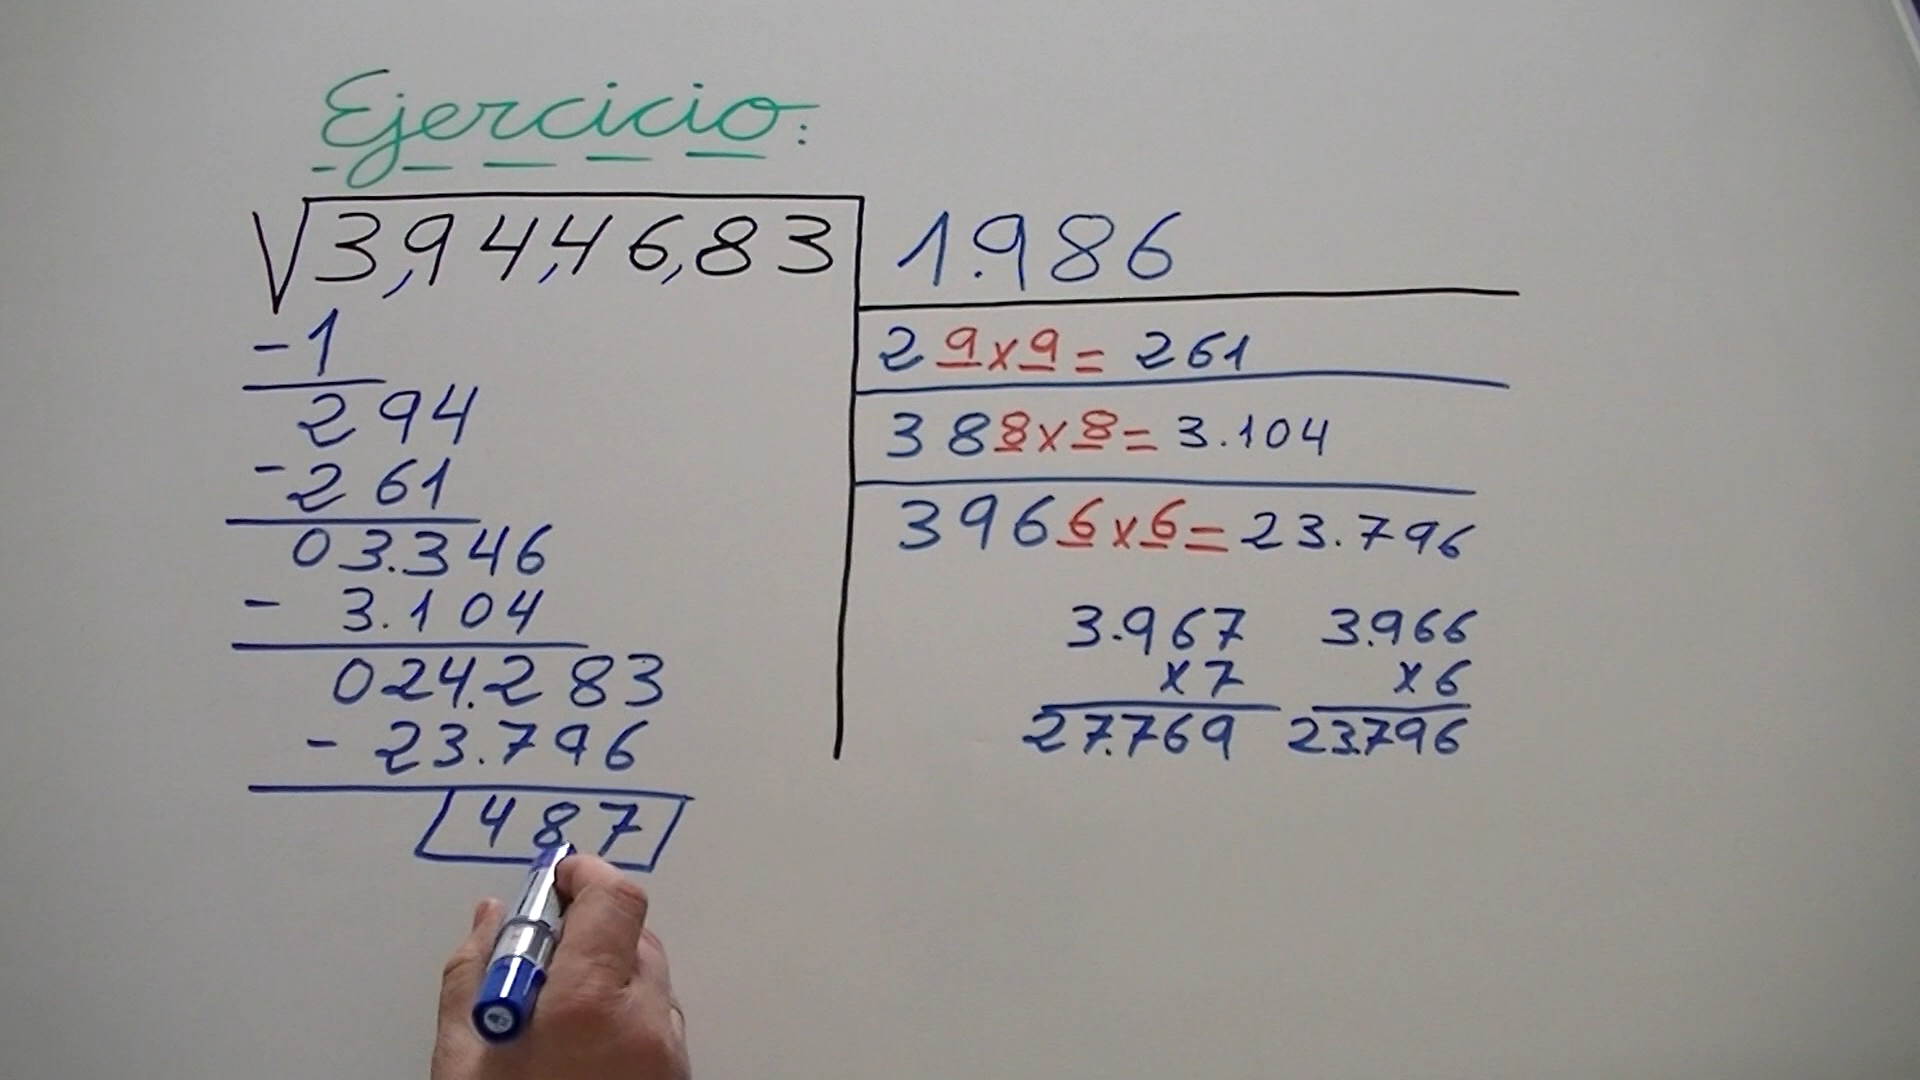 Ejercicio:
√3,94,46,83 1.986
-1
294
-261
03.346
- 3.104
024.283
- 23.796
487
29x9= 261
388x8= 3.104
3966x6= 23.796
3.967 3.966
x7 x6
27.769 23.796